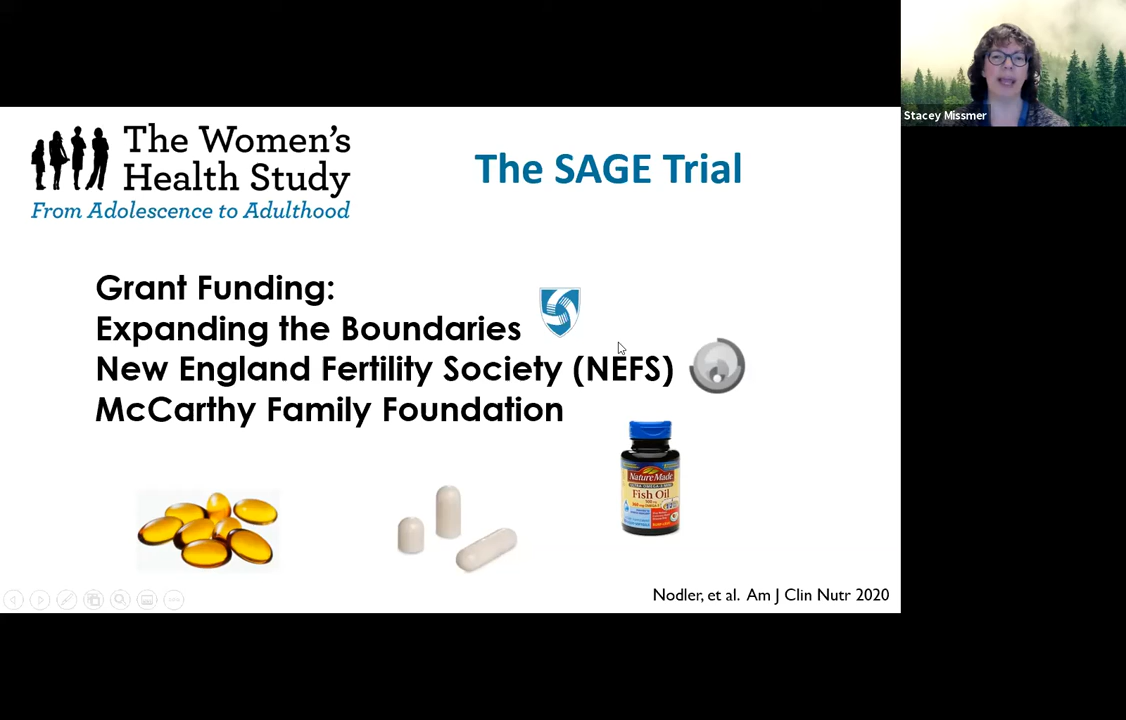 Stacey Missmer
The Women's
Health Study
From Adolescence to Adulthood
The SAGE Trial
Grant Funding:
Expanding the Boundaries
New England Fertility Society (NEFS)
McCarthy Family Foundation
Nature Made
Fish Oil
Nodler, et al. Am J Clin Nutr 2020